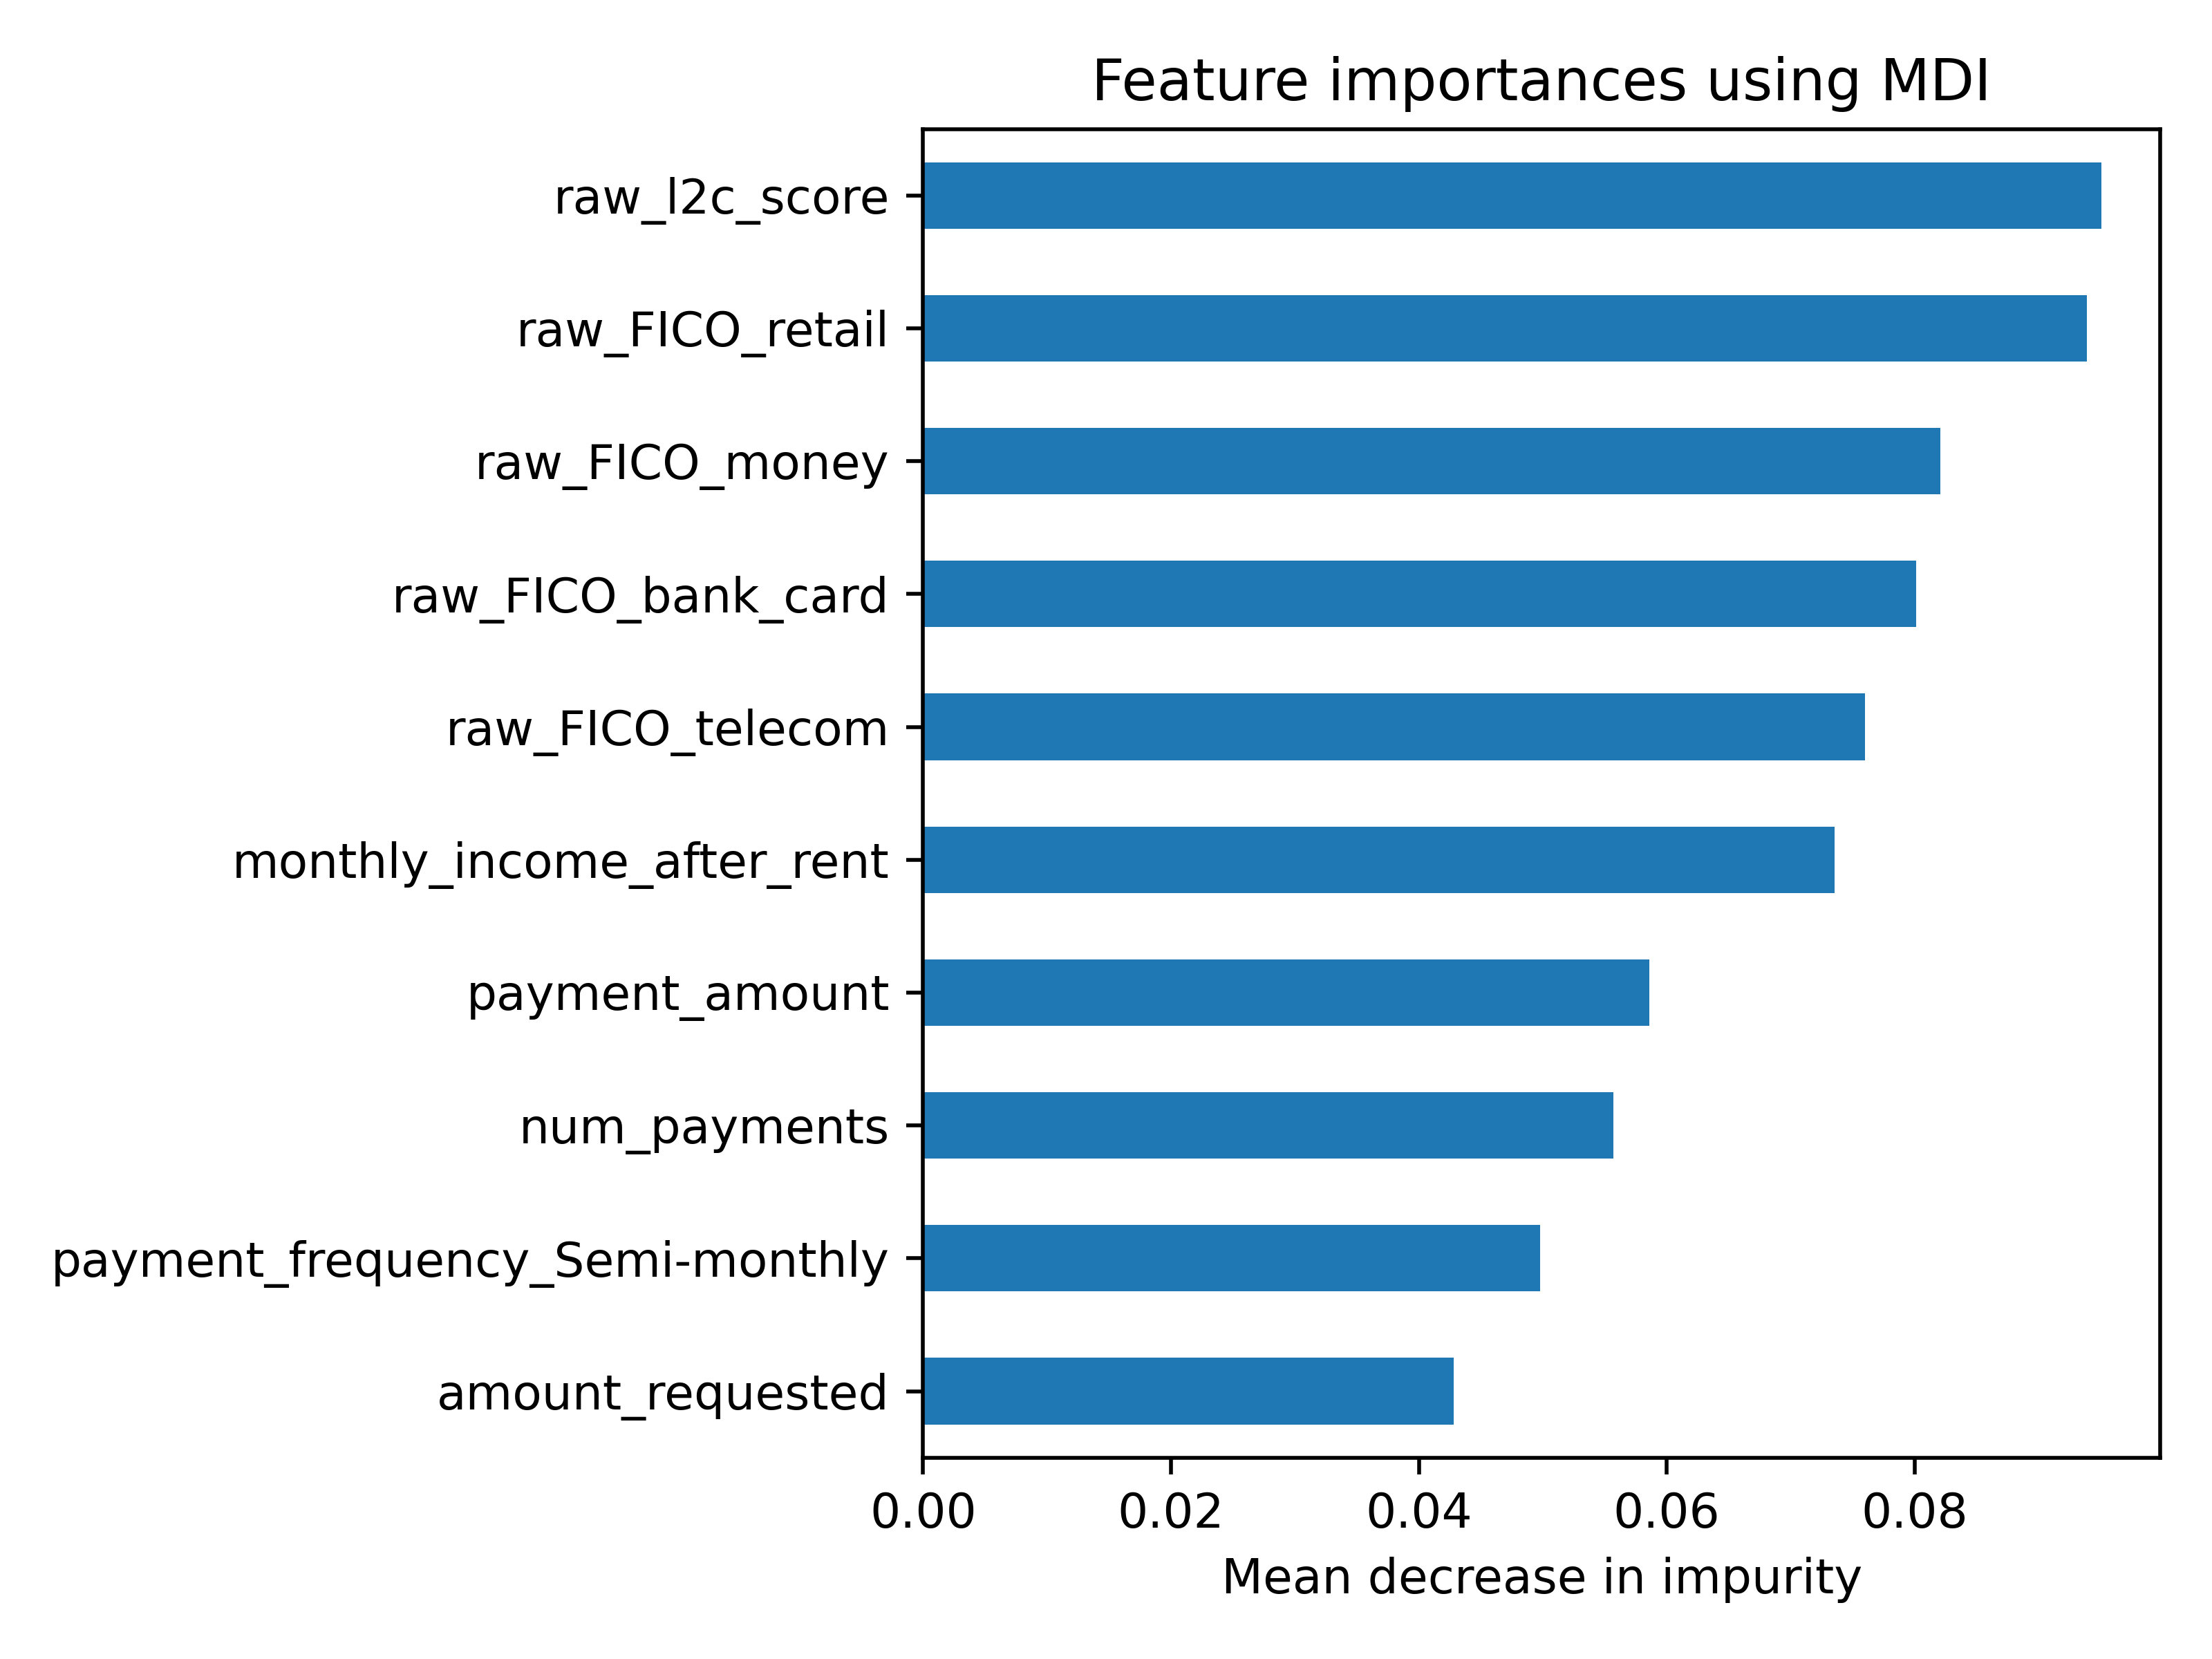 Feature importances using MDI
raw_l2c_score
raw_FICO_retail
raw_FICO_money
raw_FICO_bank_card
raw_FICO_telecom
monthly_income_after_rent
payment_amount
num_payments
payment_frequency_Semi-monthly
amount_requested
0.00 0.02 0.04 0.06 0.08
Mean decrease in impurity